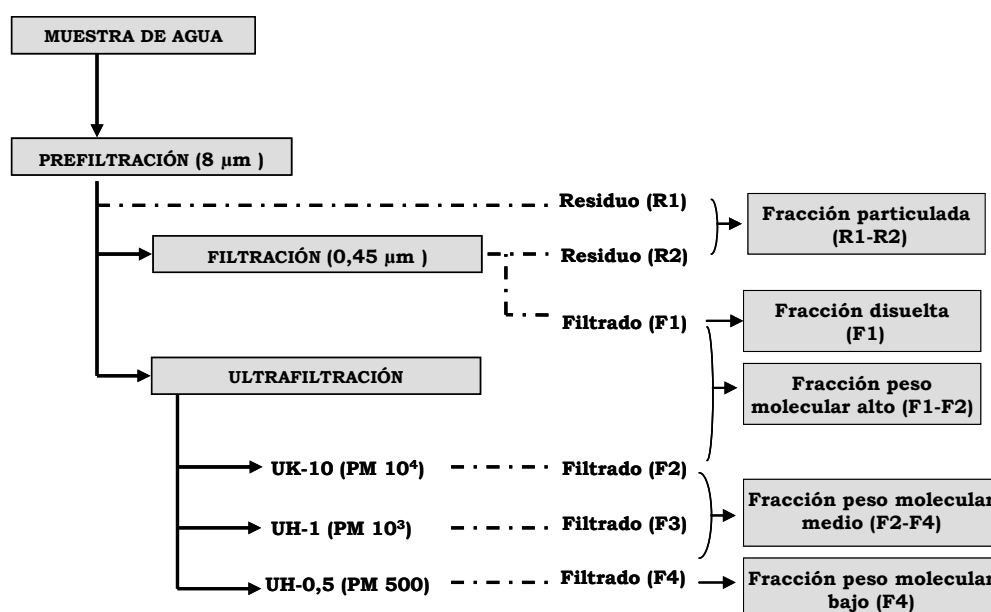 MUESTRA DE AGUA
PREFILTRACIÓN (8 µm )
Residuo (R1)
Fracción particulada
(R1-R2)
FILTRACIÓN (0,45 µm )
Residuo (R2)
Filtrado (F1)
Fracción disuelta
(F1)
ULTRAFILTRACIÓN
Fracción peso
molecular alto (F1-F2)
UK-10 (PM 10⁴)
Filtrado (F2)
Fracción peso molecular
medio (F2-F4)
UH-1 (PM 10³)
Filtrado (F3)
UH-0,5 (PM 500)
Filtrado (F4)
Fracción peso molecular
bajo (F4)